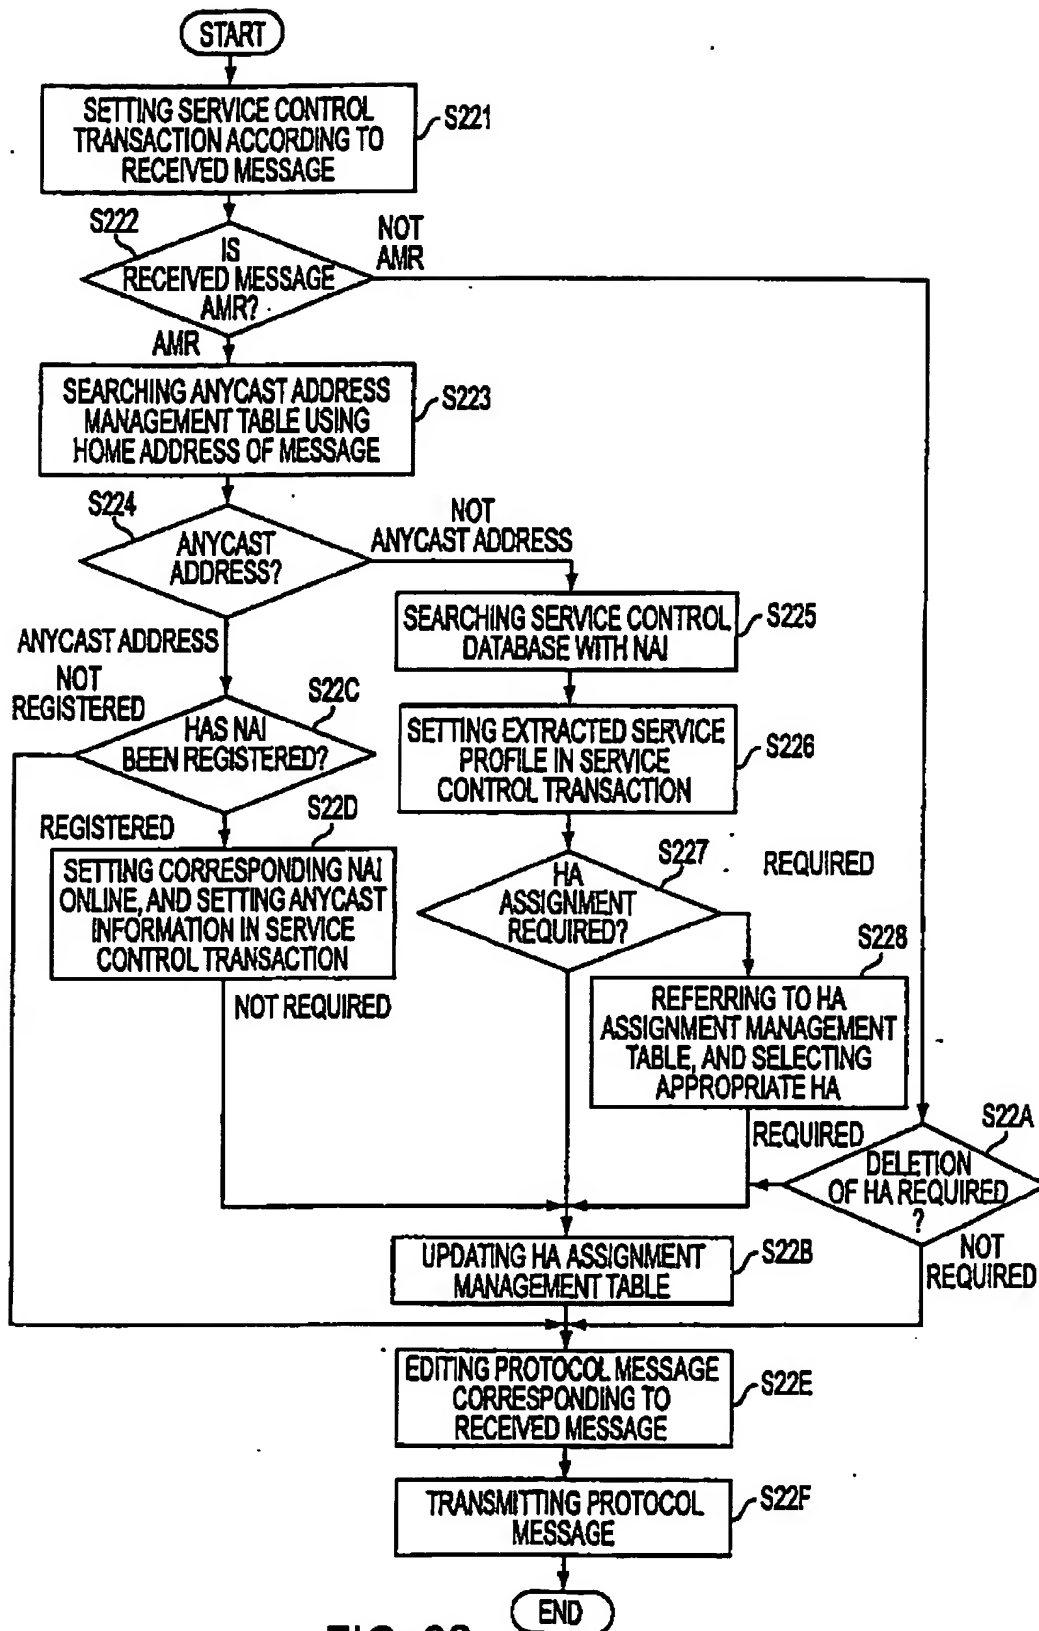 START
SETTING SERVICE CONTROL
TRANSACTION ACCORDING TO
RECEIVED MESSAGE
S221
S222
IS
RECEIVED MESSAGE
AMR?
NOT
AMR
AMR
SEARCHING ANYCAST ADDRESS
MANAGEMENT TABLE USING
HOME ADDRESS OF MESSAGE
S223
S224
ANYCAST
ADDRESS?
NOT
ANYCAST ADDRESS
SEARCHING SERVICE CONTROL
DATABASE WITH NAI
S225
ANYCAST ADDRESS
NOT
REGISTERED
S22C
HAS NAI
BEEN REGISTERED?
SETTING EXTRACTED SERVICE
PROFILE IN SERVICE
CONTROL TRANSACTION
S226
REGISTERED
S22D
SETTING CORRESPONDING NAI
ONLINE, AND SETTING ANYCAST
INFORMATION IN SERVICE
CONTROL TRANSACTION
S227
HA
ASSIGNMENT
REQUIRED?
REQUIRED
NOT REQUIRED
S228
REFERRING TO HA
ASSIGNMENT MANAGEMENT
TABLE, AND SELECTING
APPROPRIATE HA
REQUIRED
S22A
DELETION
OF HA REQUIRED
?
NOT
REQUIRED
UPDATING HA ASSIGNMENT
MANAGEMENT TABLE
S22B
EDITING PROTOCOL MESSAGE
CORRESPONDING TO
RECEIVED MESSAGE
S22E
TRANSMITTING PROTOCOL
MESSAGE
S22F
END